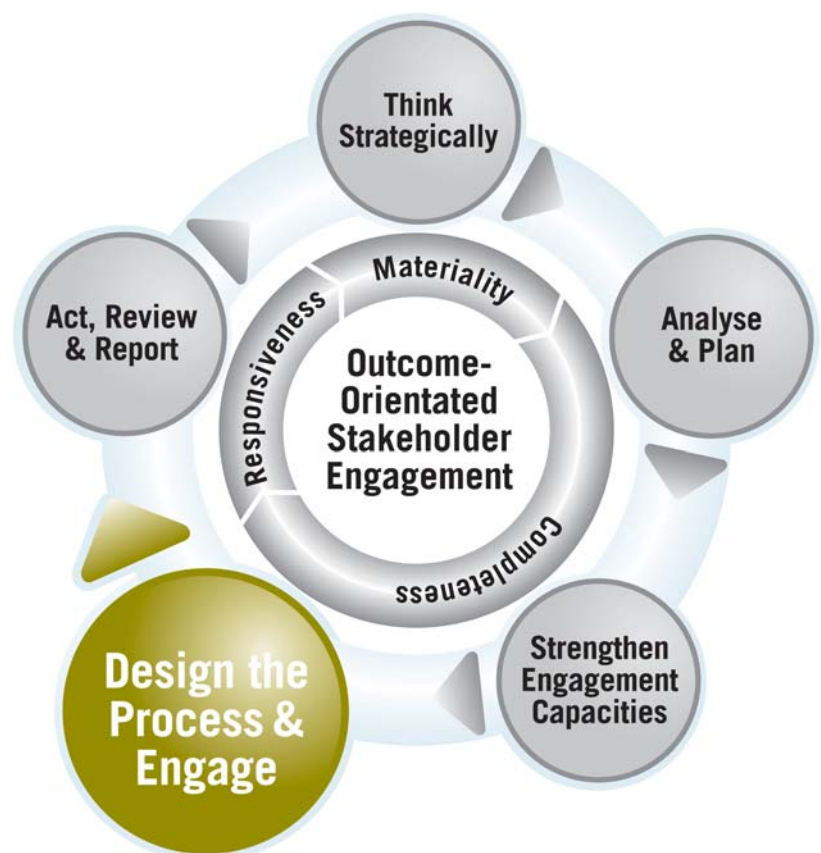 Think
Strategically
Analyse
& Plan
Strengthen
Engagement
Capacities
Design the
Process &
Engage
Act, Review
& Report
Materiality
Completeness
Responsiveness
Outcome-
Orientated
Stakeholder
Engagement